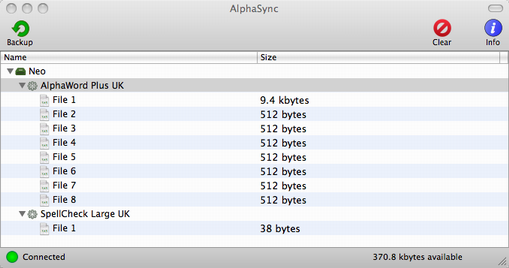 AlphaSync
Backup Clear Info
Name Size
Neo
AlphaWord Plus UK
File 1 9.4 kbytes
File 2 512 bytes
File 3 512 bytes
File 4 512 bytes
File 5 512 bytes
File 6 512 bytes
File 7 512 bytes
File 8 512 bytes
SpellCheck Large UK
File 1 38 bytes
Connected 370.8 kbytes available